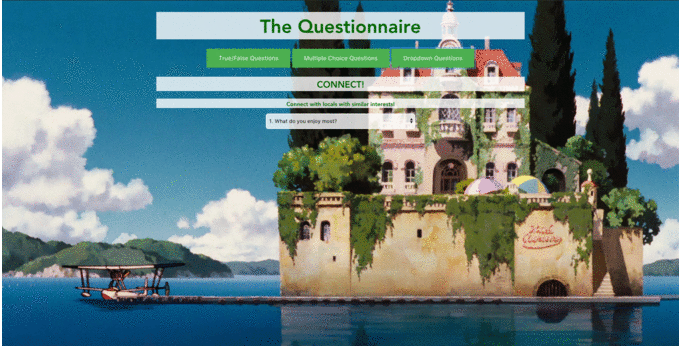 The Questionnaire
True/False Questions
Multiple Choice Questions
Dropdown Questions
CONNECT!
Connect with locals with similar interests!
1. What do you enjoy most?